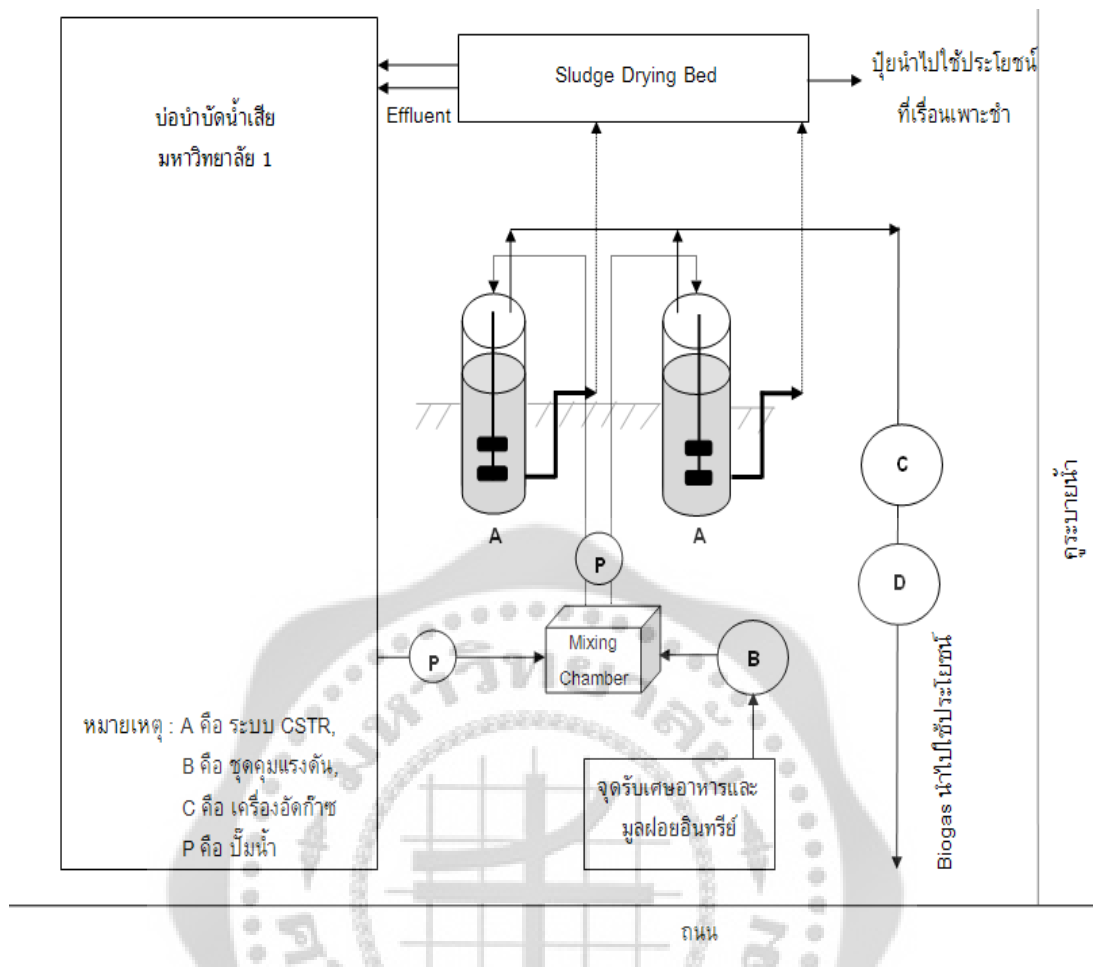 Sludge Drying Bed
ปุ๋ยนำไปใช้ประโยชน์
ที่เรือนเพาะชำ
Effluent
บ่อบำบัดน้ำเสีย
มหาวิทยาลัย 1
A
A
C
D
P
P
Mixing
Chamber
B
จุดรับเศษอาหารและ
มูลฝอยอินทรีย์
หมายเหตุ : A คือ ระบบ CSTR,
B คือ ชุดคุมแรงดัน,
C คือ เครื่องอัดก๊าซ
P คือ ปั๊มน้ำ
Biogas นำไปใช้ประโยชน์
คูระบายน้ำ
ถนน